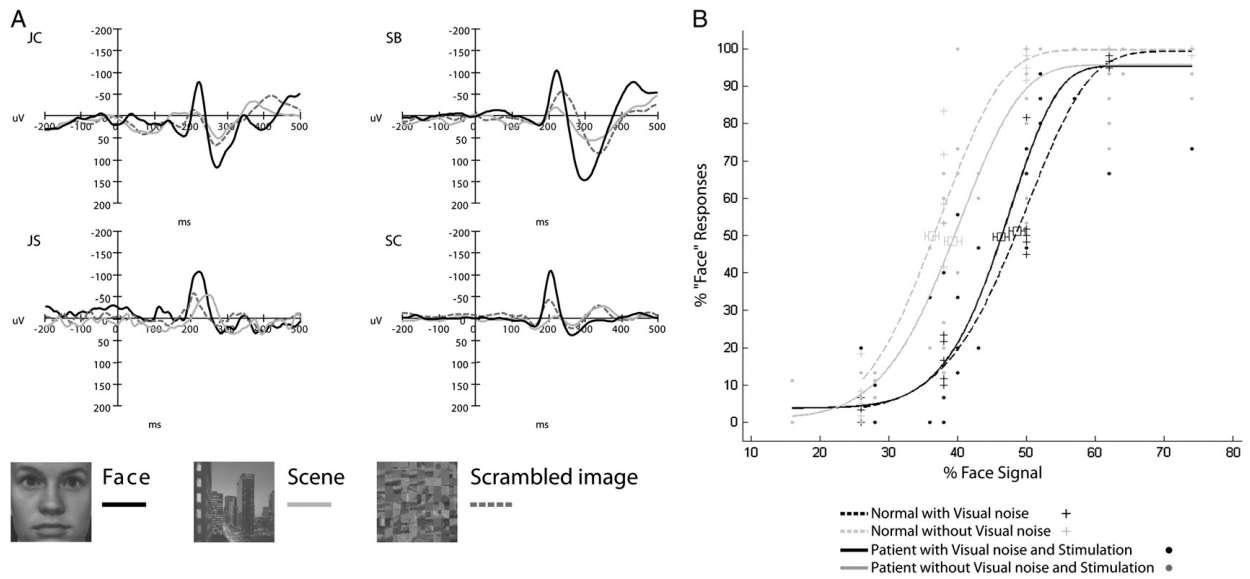 A
JC
-200
-150
-100
-50
uV
-200 -100 0 100 200 300 400 500
50
100
150
200
ms
SB
-200
-150
-100
-50
uV
-200 -100 0 100 200 300 400 500
50
100
150
200
ms
JS
-200
-150
-100
-50
uV
-200 -100 0 100 200 300 400 500
50
100
150
200
ms
SC
-200
-150
-100
-50
uV
-200 -100 0 100 200 300 400 500
50
100
150
200
ms
Face
Scene
Scrambled image
B
% "Face" Responses
100
90
80
70
60
50
40
30
20
10
0
10 20 30 40 50 60 70 80
% Face Signal
Normal with Visual noise
Normal without Visual noise
Patient with Visual noise and Stimulation
Patient without Visual noise and Stimulation